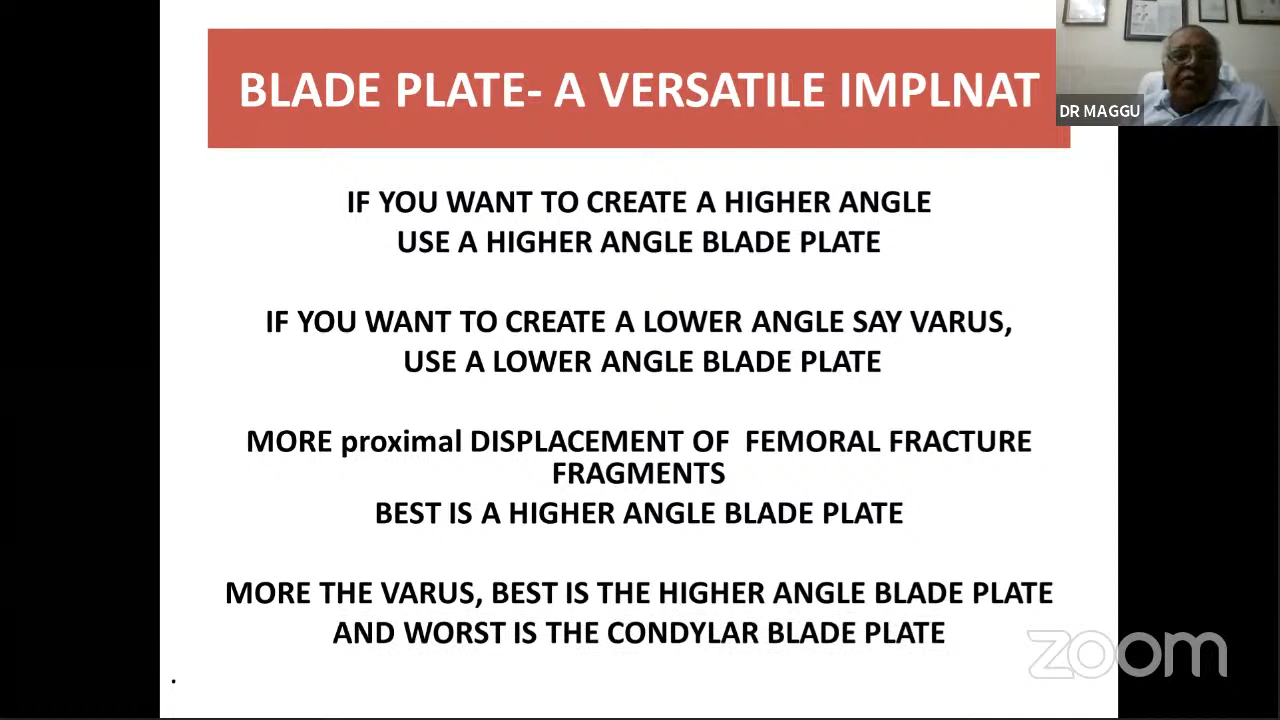 BLADE PLATE- A VERSATILE IMPLNAT
DR MAGGU
IF YOU WANT TO CREATE A HIGHER ANGLE
USE A HIGHER ANGLE BLADE PLATE
IF YOU WANT TO CREATE A LOWER ANGLE SAY VARUS,
USE A LOWER ANGLE BLADE PLATE
MORE proximal DISPLACEMENT OF FEMORAL FRACTURE
FRAGMENTS
BEST IS A HIGHER ANGLE BLADE PLATE
MORE THE VARUS, BEST IS THE HIGHER ANGLE BLADE PLATE
AND WORST IS THE CONDYLAR BLADE PLATE
zoom
.